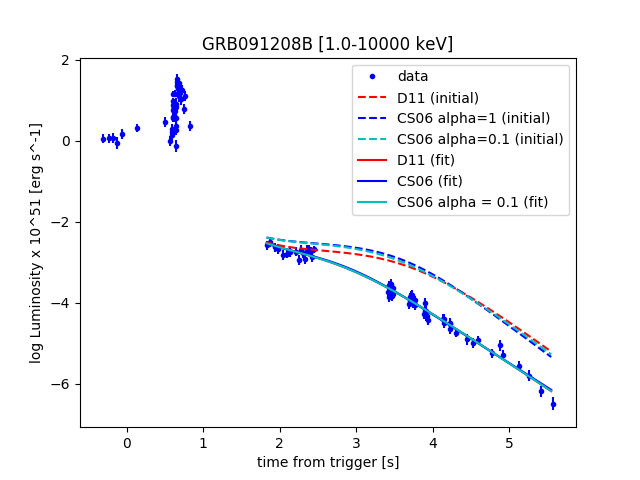 GRB091208B [1.0-10000 keV]
data
D11 (initial)
CS06 alpha=1 (initial)
CS06 alpha=0.1 (initial)
D11 (fit)
CS06 (fit)
CS06 alpha = 0.1 (fit)
log Luminosity x 10^51 [erg s^-1]
2
0
−2
−4
−6
0 1 2 3 4 5
time from trigger [s]